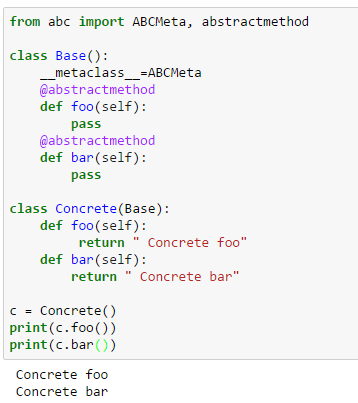 from abc import ABCMeta, abstractmethod

class Base():
    __metaclass__=ABCMeta
    @abstractmethod
    def foo(self):
        pass
    @abstractmethod
    def bar(self):
        pass

class Concrete(Base):
    def foo(self):
         return " Concrete foo"
    def bar(self):
        return " Concrete bar"

c = Concrete()
print(c.foo())
print(c.bar())
 Concrete foo
 Concrete bar